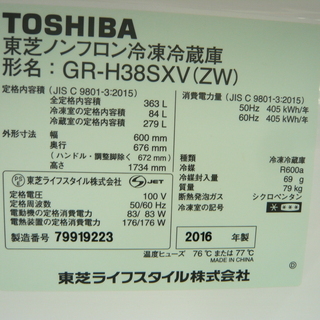 TOSHIBA
東芝ノンフロン冷凍冷蔵庫
形名：GR-H38SXV(ZW)
定格内容積 (JIS C 9801-3:2015)
全定格内容積 363 L
冷凍室定格内容積 84 L
冷蔵室定格内容積 279 L
外形寸法 幅 600 mm
奥行 676 mm
(ハンドル・調整脚除く 672 mm)
高さ 1734 mm
東芝ライフスタイル株式会社 JET
定格電圧 100 V
定格周波数 50/60 Hz
電動機の定格消費電力 83/ 83 W
電熱装置の定格消費電力 176/176 W
製造番号 79919223
消費電力量 (JIS C 9801-3:2015)
50Hz 405 kWh/年
60Hz 405 kWh/年
種類 冷凍冷蔵庫
冷媒 R600a
冷媒封入量 69 g
質量 79 kg
断熱発泡ガス シクロペンタン
冷凍室の記号
2016 年製
温度ヒューズ 76 ℃ または 77 ℃
MADE IN CHINA
東芝ライフスタイル株式会社
D